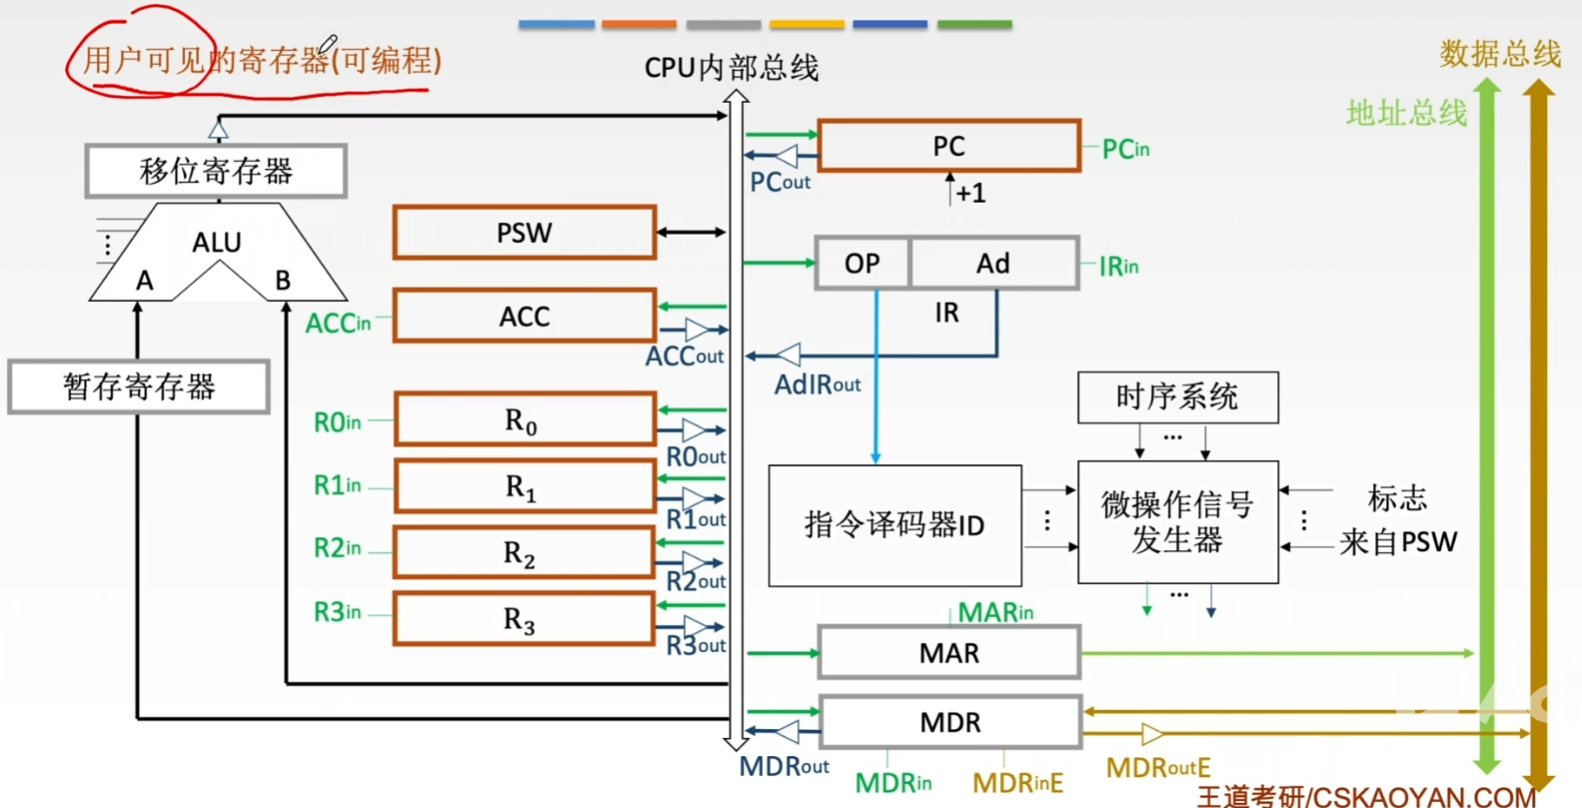 用户可见的寄存器(可编程)
CPU内部总线
数据总线
地址总线
移位寄存器
ALU
A
B
暂存寄存器
PSW
ACC
ACCin
ACCout
R0
R0in
R0out
R1
R1in
R1out
R2
R2in
R2out
R3
R3in
R3out
PC
PCin
PCout
+1
OP
Ad
IR
IRin
AdIRout
时序系统
...
指令译码器ID
⋮
微操作信号
发生器
⋮
标志
来自PSW
...
MARin
MAR
MDR
MDRout
MDRin
MDRinE
MDRoutE
王道考研/CSKAOYAN.COM